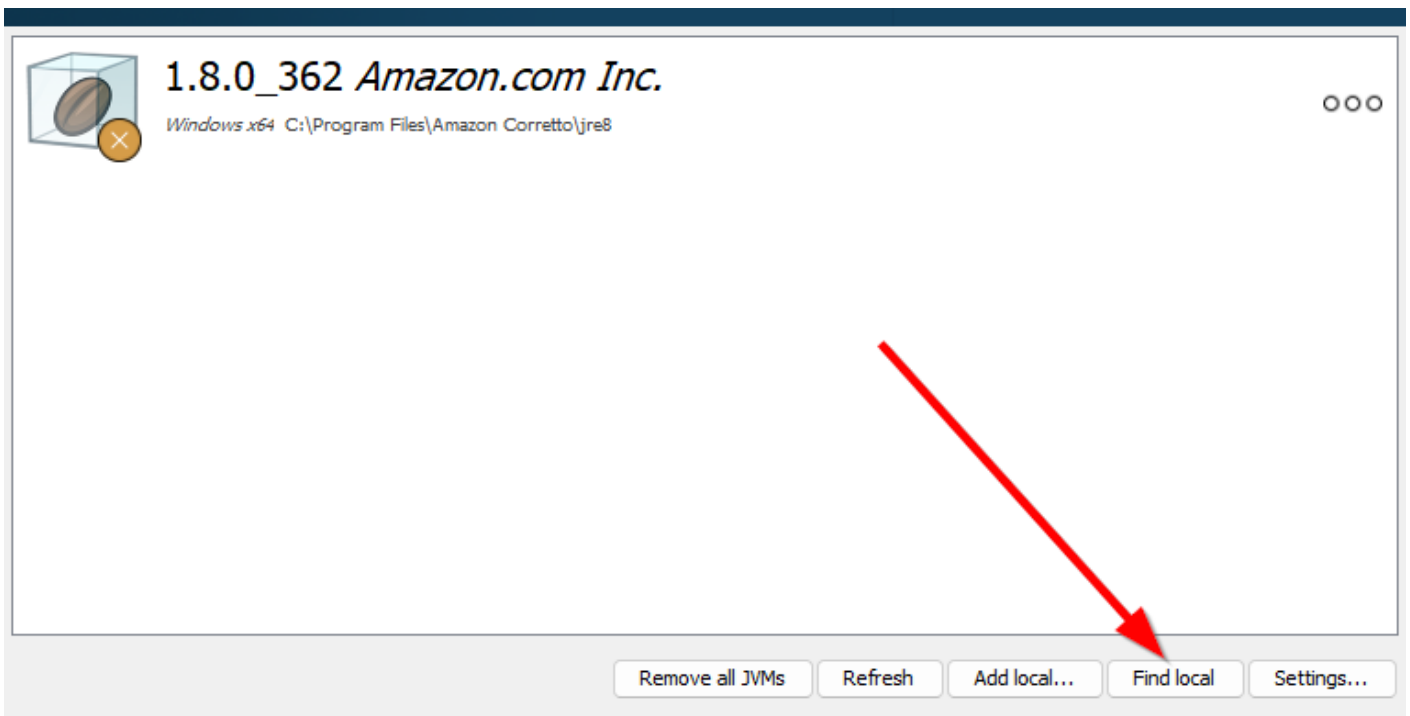 1.8.0_362 Amazon.com Inc.
Windows x64 C:\Program Files\Amazon Corretto\jre8
Remove all JVMs Refresh Add local... Find local Settings...